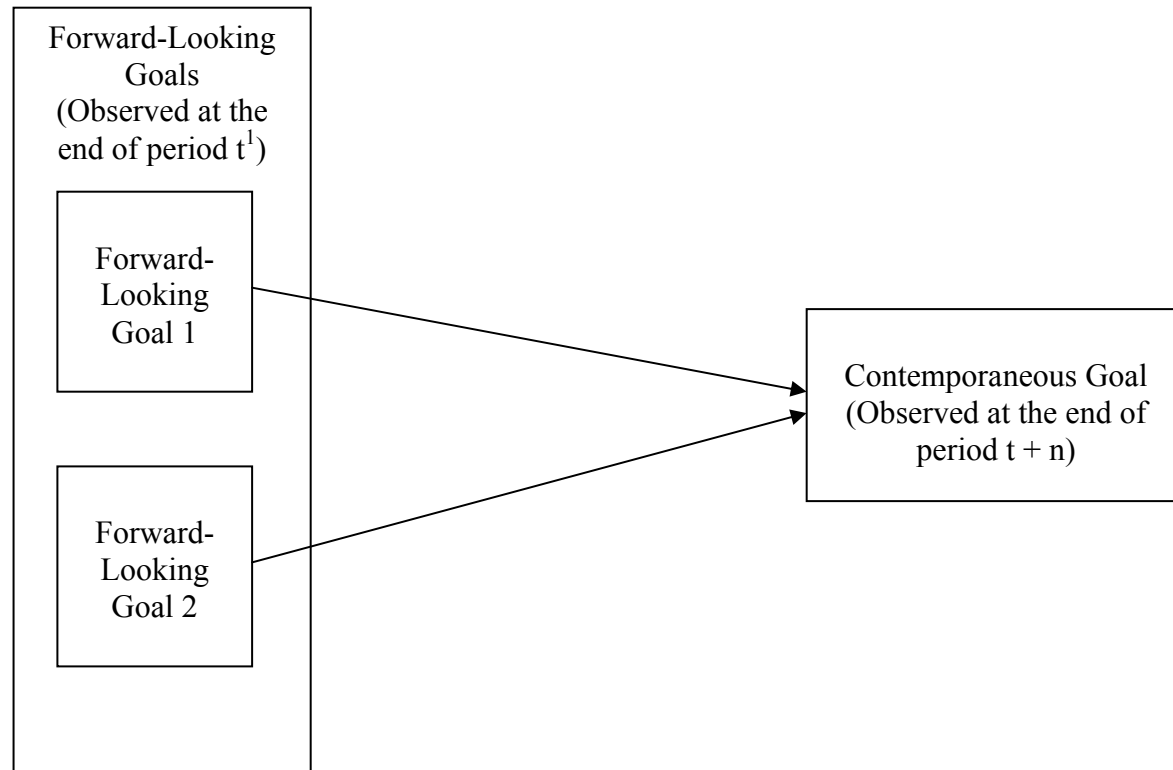 Forward-Looking
Goals
(Observed at the
end of period t¹)
Forward-
Looking
Goal 1
Forward-
Looking
Goal 2
Contemporaneous Goal
(Observed at the end of
period t + n)